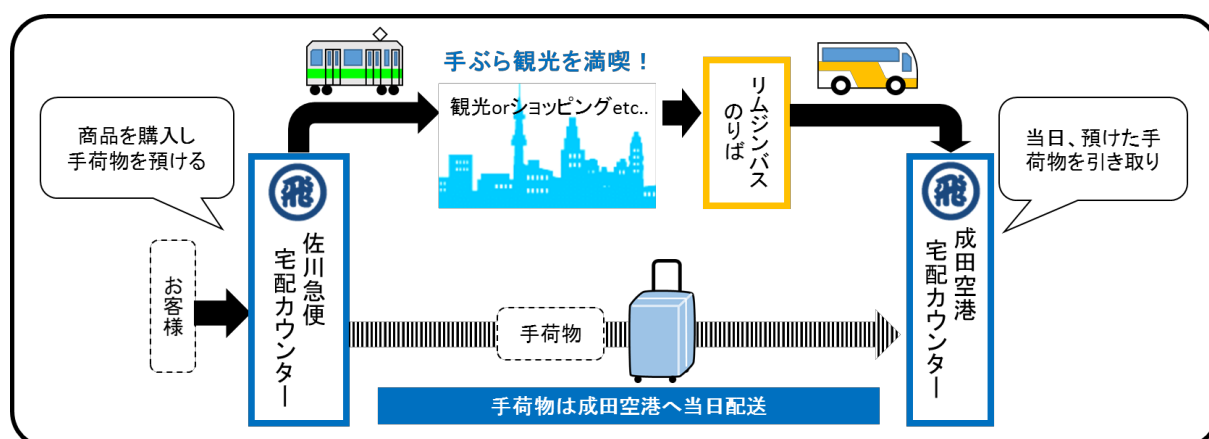 手ぶら観光を満喫！
観光orショッピングetc..
リムジンバス
のりば
商品を購入し
手荷物を預ける
当日、預けた手
荷物を引き取り
お客様
飛
佐川急便
宅配カウンター
手荷物
飛
成田空港
宅配カウンター
手荷物は成田空港へ当日配送